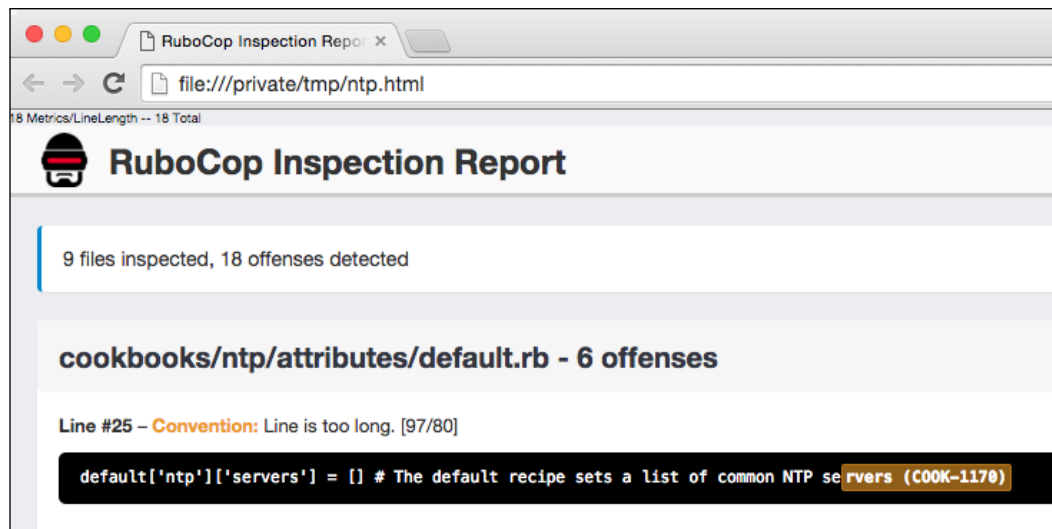 RuboCop Inspection Repor
file:///private/tmp/ntp.html
18 Metrics/LineLength -- 18 Total
RuboCop Inspection Report
9 files inspected, 18 offenses detected
cookbooks/ntp/attributes/default.rb - 6 offenses
Line #25 – Convention: Line is too long. [97/80]
default['ntp']['servers'] = [] # The default recipe sets a list of common NTP servers (COOK-1170)